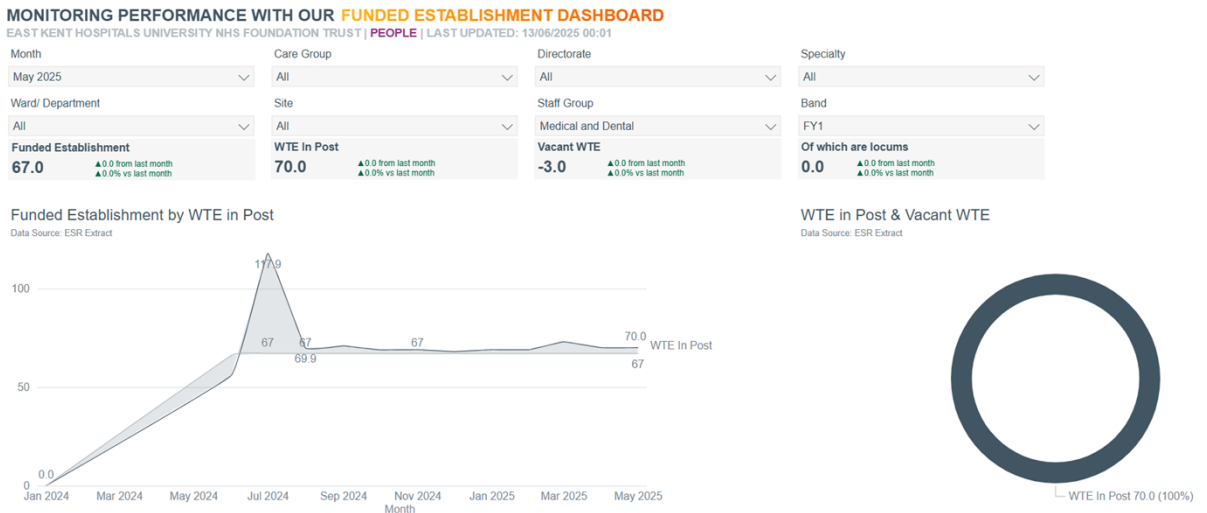 MONITORING PERFORMANCE WITH OUR FUNDED ESTABLISHMENT DASHBOARD
EAST KENT HOSPITALS UNIVERSITY NHS FOUNDATION TRUST | PEOPLE | LAST UPDATED: 13/06/2025 00:01
Month Care Group Directorate Specialty
May 2025 All All All
Ward/ Department Site Staff Group Band
All All Medical and Dental FY1
Funded Establishment
67.0
▲0.0 from last month
▲0.0% vs last month
WTE In Post
70.0
▲0.0 from last month
▲0.0% vs last month
Vacant WTE
-3.0
▲0.0 from last month
▲0.0% vs last month
Of which are locums
0.0
▲0.0 from last month
▲0.0% vs last month
Funded Establishment by WTE in Post
Data Source: ESR Extract
100
50
0
0.0
117.9
67
67
69.9
67
70.0
67
WTE In Post
Jan 2024 Mar 2024 May 2024 Jul 2024 Sep 2024 Nov 2024 Jan 2025 Mar 2025 May 2025
Month
WTE in Post & Vacant WTE
Data Source: ESR Extract
WTE In Post 70.0 (100%)